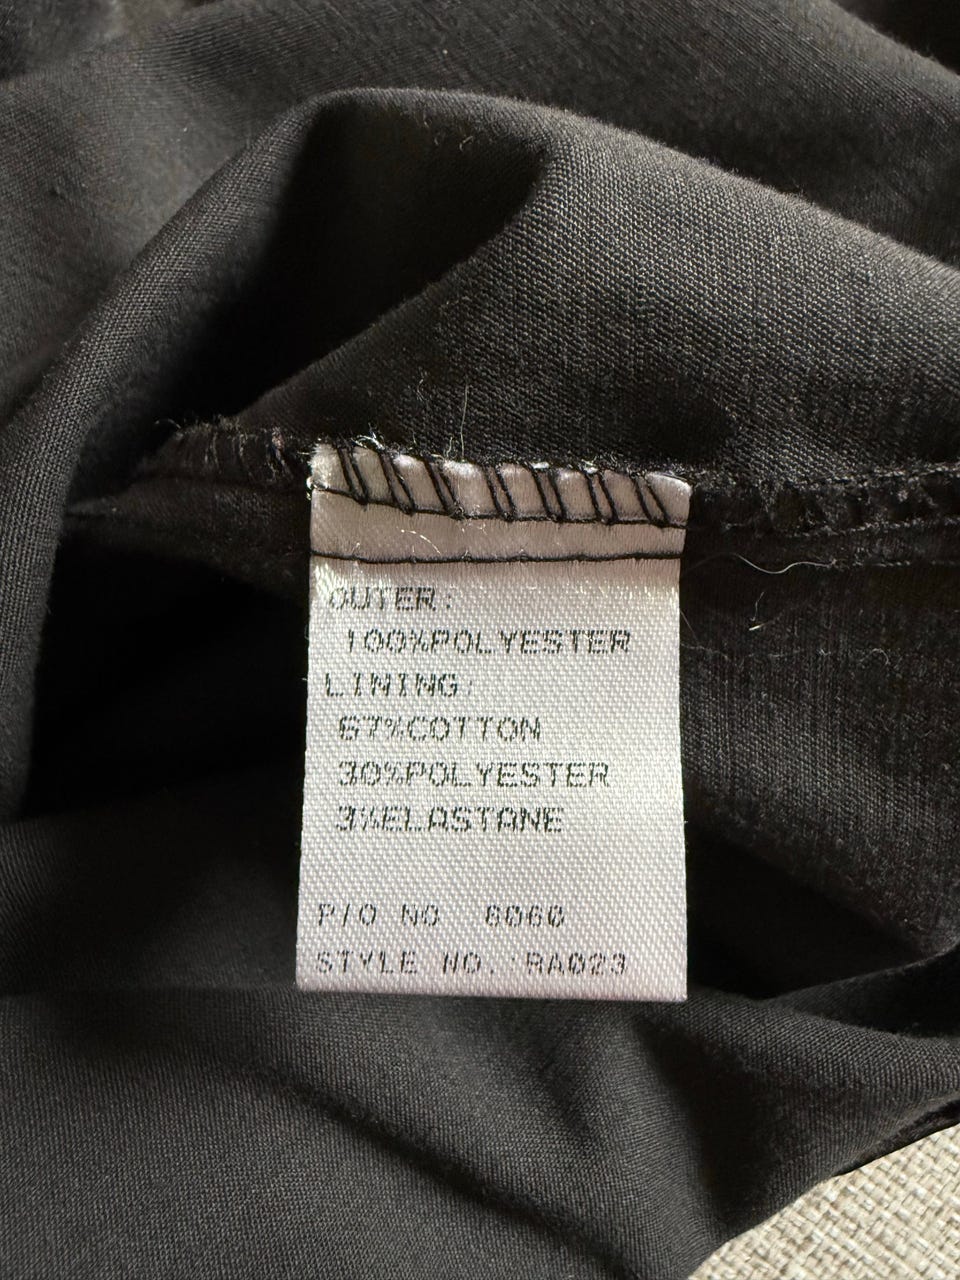 OUTER:
100%POLYESTER
LINING:
67%COTTON
30%POLYESTER
3%ELASTANE
P/O NO 6060
STYLE NO. RA023